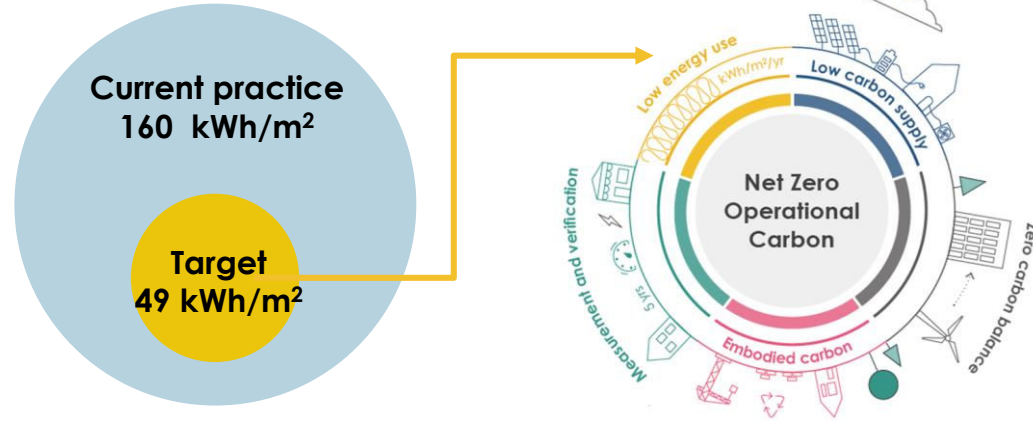 Current practice
160 kWh/m²
Target
49 kWh/m²
Low energy use
kWh/m²/yr
Low carbon supply
Net Zero
Operational
Carbon
Measurement and verification
5 yrs
Embodied carbon
zero carbon balance